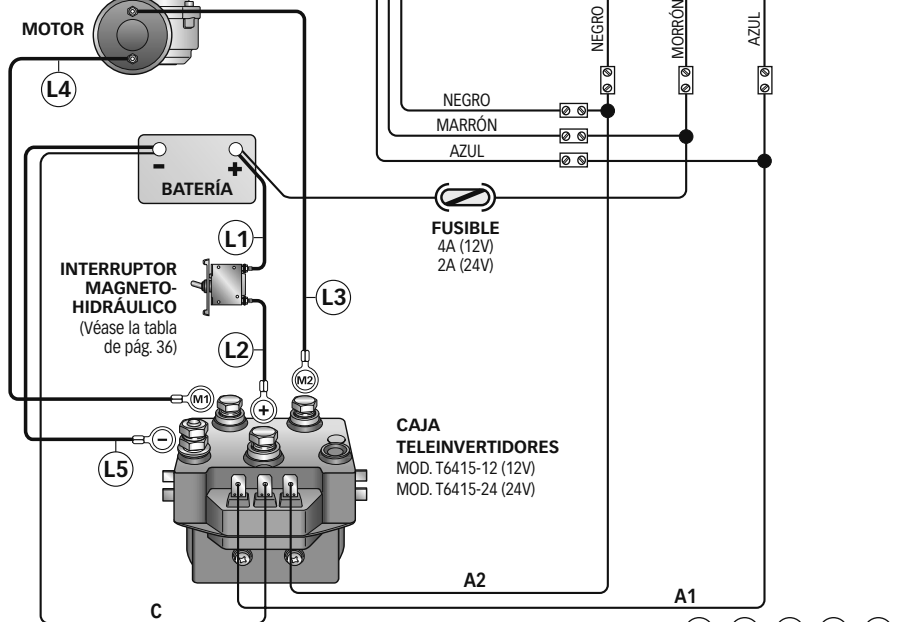 MOTOR
L4
NEGRO
MORRÓN
AZUL
NEGRO
MARRÓN
AZUL
- +
BATERÍA
FUSIBLE
4A (12V)
2A (24V)
L1
INTERRUPTOR
MAGNETO-
HIDRÁULICO
(Véase la tabla
de pág. 36)
L3
L2
M2
M1
+
-
L5
CAJA
TELEINVERTIDORES
MOD. T6415-12 (12V)
MOD. T6415-24 (24V)
A2
A1
C